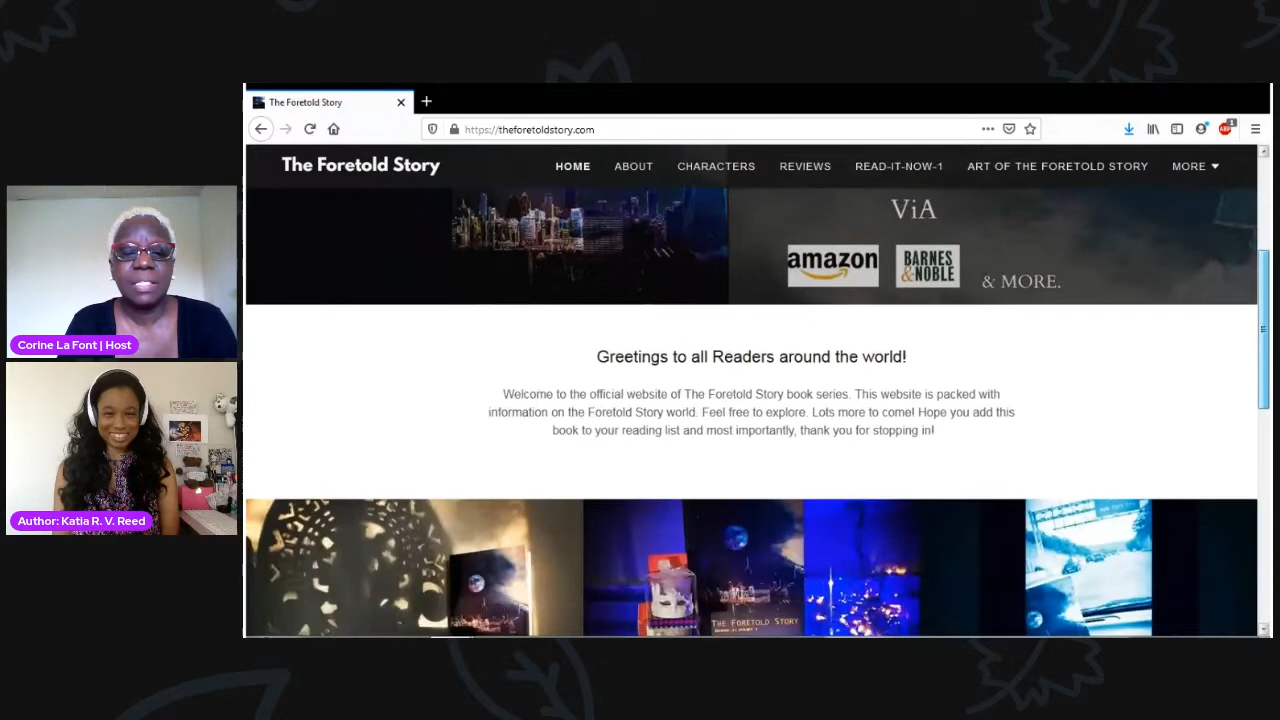 The Foretold Story
https://theforetoldstory.com
ABP
1
The Foretold Story
HOME
ABOUT
CHARACTERS
REVIEWS
READ-IT-NOW-1
ART OF THE FORETOLD STORY
MORE
ViA
amazon
BARNES
&NOBLE
& MORE.
Greetings to all Readers around the world!
Welcome to the official website of The Foretold Story book series. This website is packed with
information on the Foretold Story world. Feel free to explore. Lots more to come! Hope you add this
book to your reading list and most importantly, thank you for stopping in!
THE FORETOLD STORY
Corine La Font | Host
Author: Katia R. V. Reed